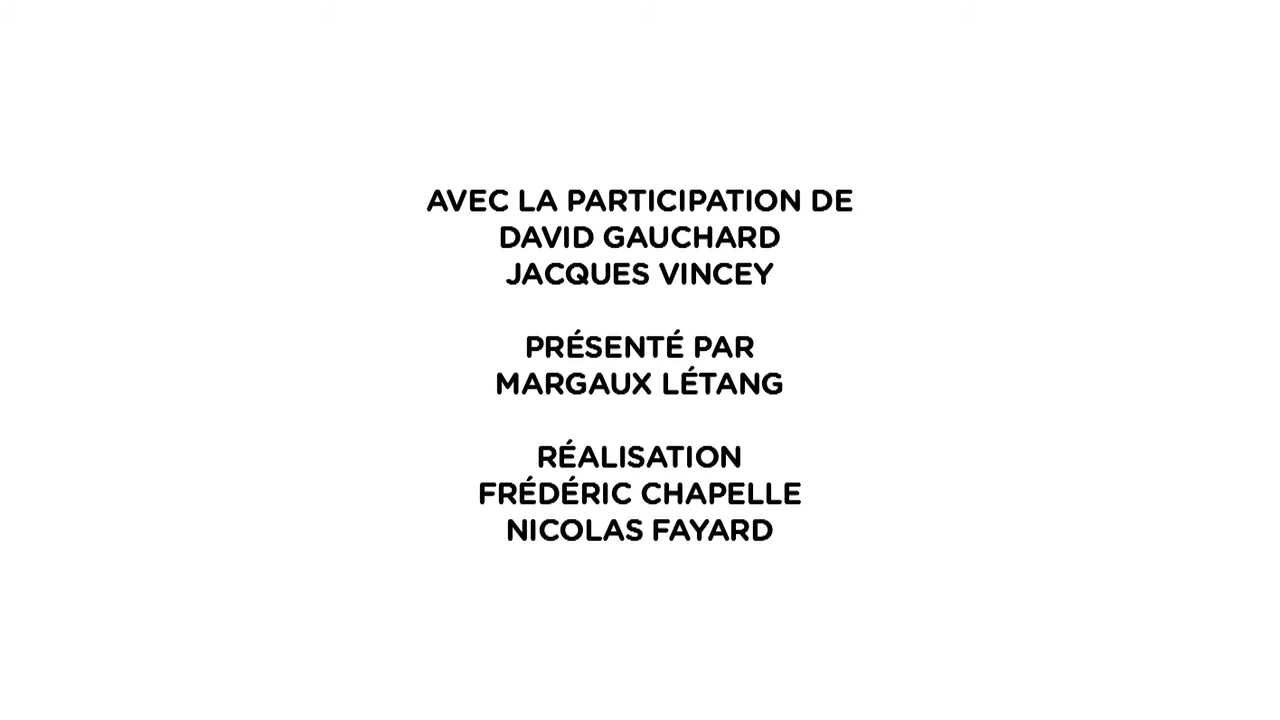 AVEC LA PARTICIPATION DE
DAVID GAUCHARD
JACQUES VINCEY
PRÉSENTÉ PAR
MARGAUX LÉTANG
RÉALISATION
FRÉDÉRIC CHAPELLE
NICOLAS FAYARD